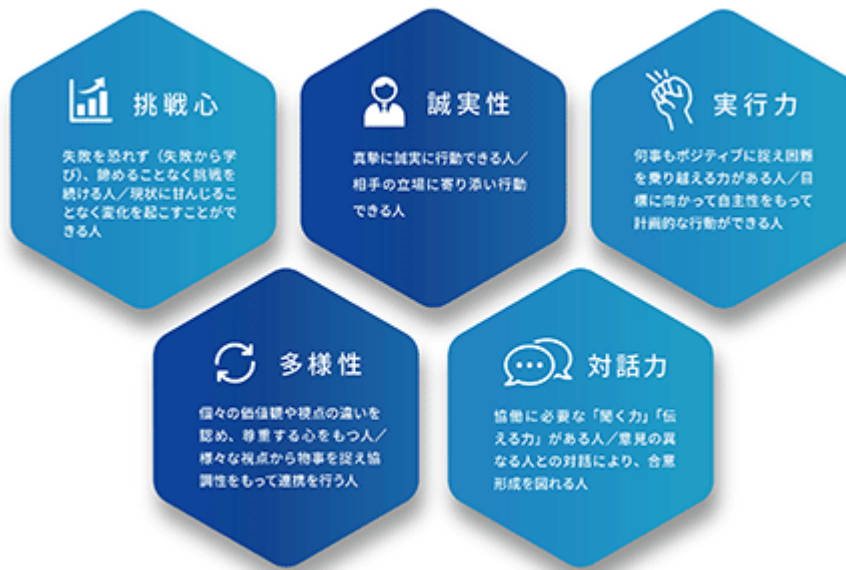 挑戦心
失敗を恐れず（失敗から学
び）、諦めることなく挑戦を
続ける人／現状に甘んじるこ
となく変化を起こすことがで
きる人
誠実性
真摯に誠実に行動できる人／
相手の立場に寄り添い行動
できる人
実行力
何事もポジティブに捉え困難
を乗り越える力がある人／目
標に向かって自主性をもって
計画的な行動ができる人
多様性
個々の価値観や視点の違いを
認め、尊重する心をもつ人／
様々な視点から物事を捉え協
調性をもって連携を行う人
対話力
協働に必要な「聞く力」「伝
える力」がある人／意見の異
なる人との対話により、合意
形成を図れる人